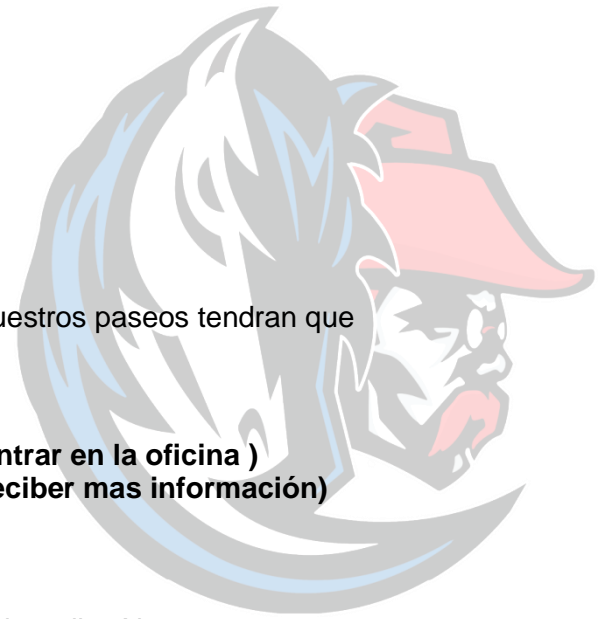 uestros paseos tendran que
ntrar en la oficina )
eciber mas información)